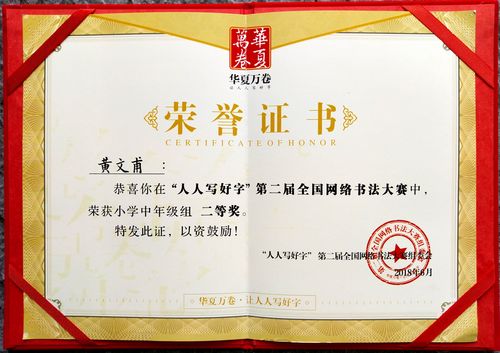 華夏
萬卷
华夏万卷
让人人写好字
荣誉证书
CERTIFICATE OF HONOR
黄文甫：
恭喜你在“人人写好字”第二届全国网络书法大赛中，
荣获小学中年级组 二等奖。
特发此证，以资鼓励！
“人人写好字”第二届全国网络书法大赛组委会
2018年6月
华夏万卷·让人人写好字